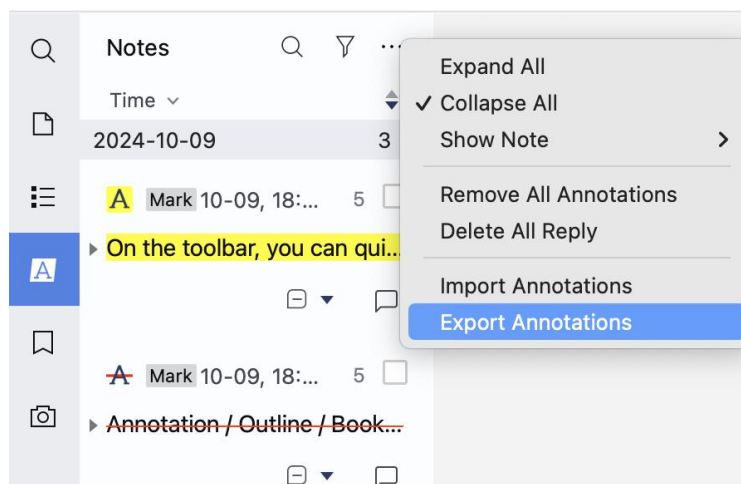 Notes
Time
2024-10-09 3
A Mark 10-09, 18:... 5
On the toolbar, you can qui...
A Mark 10-09, 18:... 5
Annotation / Outline / Book...
A
Expand All
✓ Collapse All
Show Note
Remove All Annotations
Delete All Reply
Import Annotations
Export Annotations